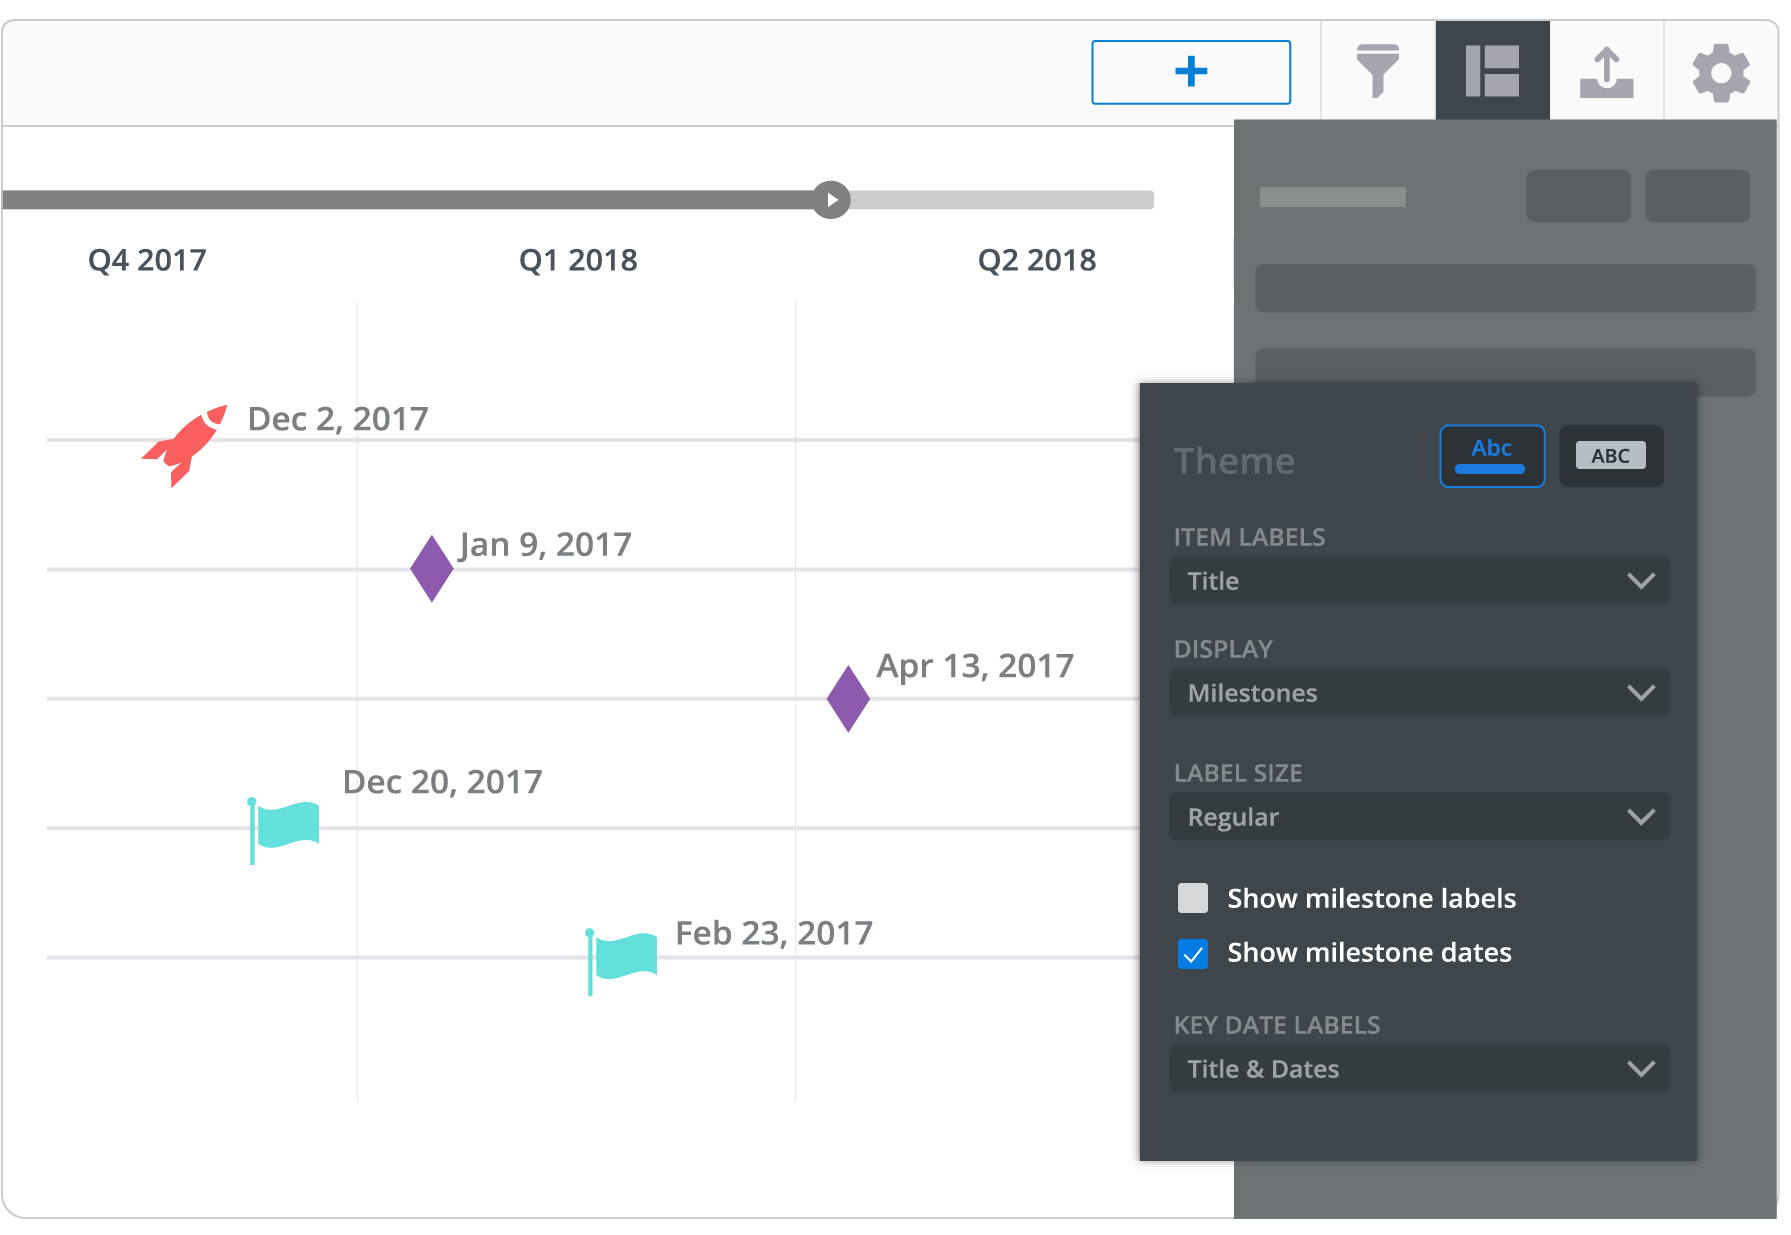 Q4 2017
Q1 2018
Q2 2018
Dec 2, 2017
Jan 9, 2017
Apr 13, 2017
Dec 20, 2017
Feb 23, 2017
Theme
Abc
ABC
ITEM LABELS
Title
DISPLAY
Milestones
LABEL SIZE
Regular
Show milestone labels
Show milestone dates
KEY DATE LABELS
Title & Dates